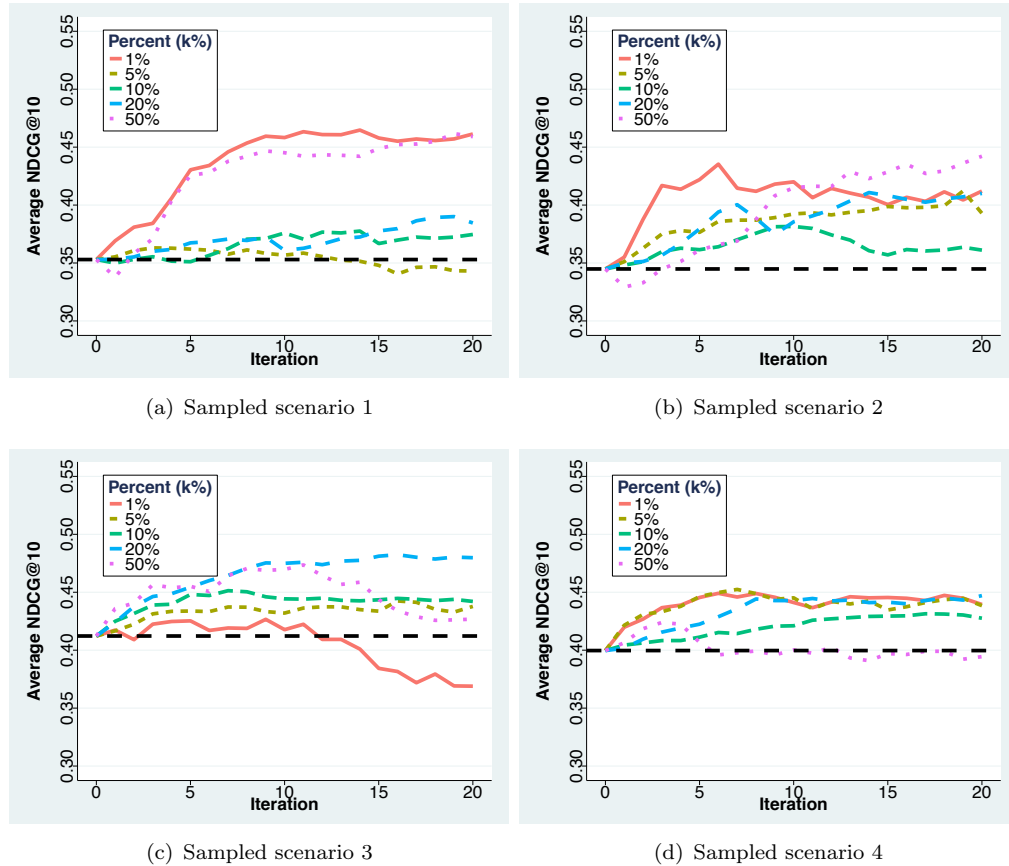 Average NDCG@10
0.55
0.50
0.45
0.40
0.35
0.30
Percent (k%)
1%
5%
10%
20%
50%
0 5 10 15 20
Iteration
(a) Sampled scenario 1
Average NDCG@10
0.55
0.50
0.45
0.40
0.35
0.30
Percent (k%)
1%
5%
10%
20%
50%
0 5 10 15 20
Iteration
(b) Sampled scenario 2
Average NDCG@10
0.55
0.50
0.45
0.40
0.35
0.30
Percent (k%)
1%
5%
10%
20%
50%
0 5 10 15 20
Iteration
(c) Sampled scenario 3
Average NDCG@10
0.55
0.50
0.45
0.40
0.35
0.30
Percent (k%)
1%
5%
10%
20%
50%
0 5 10 15 20
Iteration
(d) Sampled scenario 4